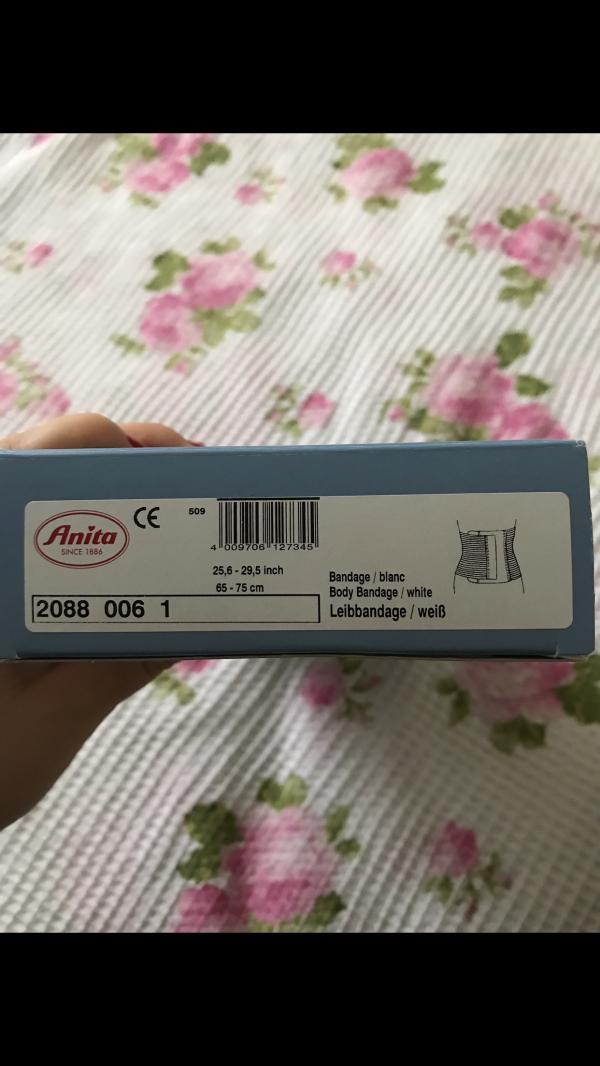 Anita
SINCE 1886
CE
509
4 009706 127345
25,6 - 29,5 inch
65 - 75 cm
2088 006 1
Bandage / blanc
Body Bandage / white
Leibbandage / weiß